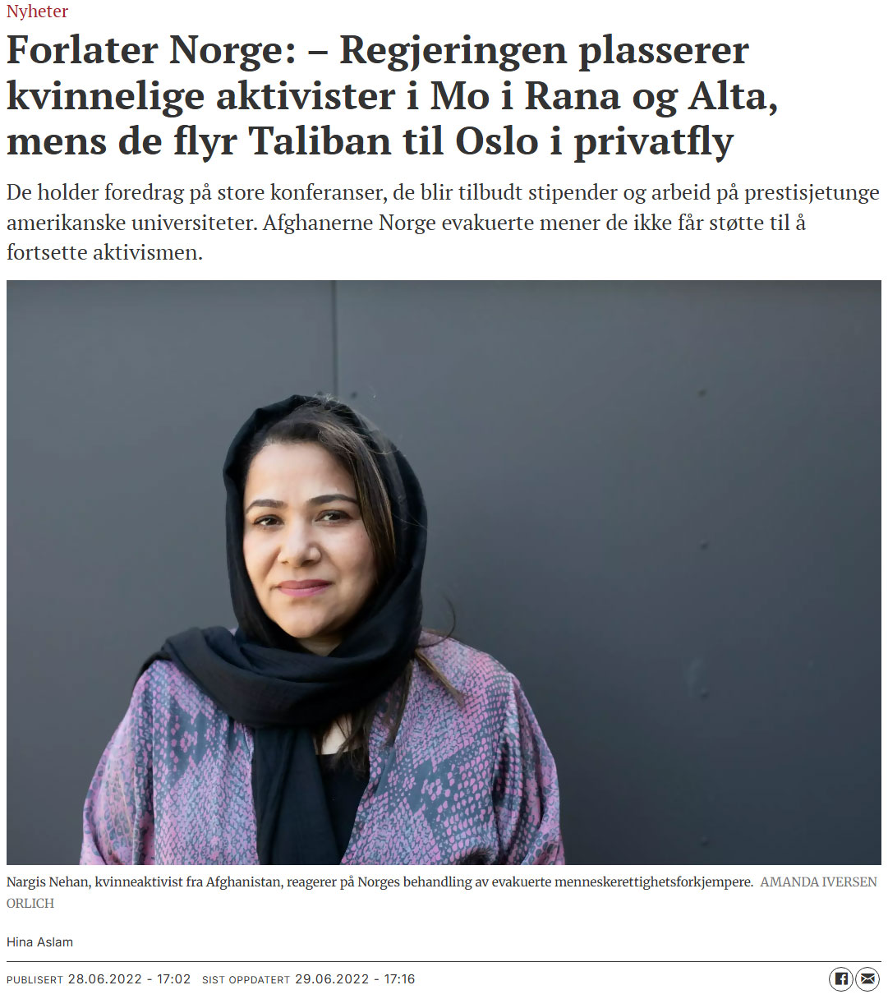 Nyheter
Forlater Norge: – Regjeringen plasserer
kvinnelige aktivister i Mo i Rana og Alta,
mens de flyr Taliban til Oslo i privatfly
De holder foredrag på store konferanser, de blir tilbudt stipender og arbeid på prestisjetunge
amerikanske universiteter. Afghanerne Norge evakuerte mener de ikke får støtte til å
fortsette aktivismen.
Nargis Nehan, kvinneaktivist fra Afghanistan, reagerer på Norges behandling av evakuerte menneskerettighetsforkjempere. AMANDA IVERSEN
ORLICH
Hina Aslam
PUBLISERT 28.06.2022 - 17:02 SIST OPPDATERT 29.06.2022 - 17:16